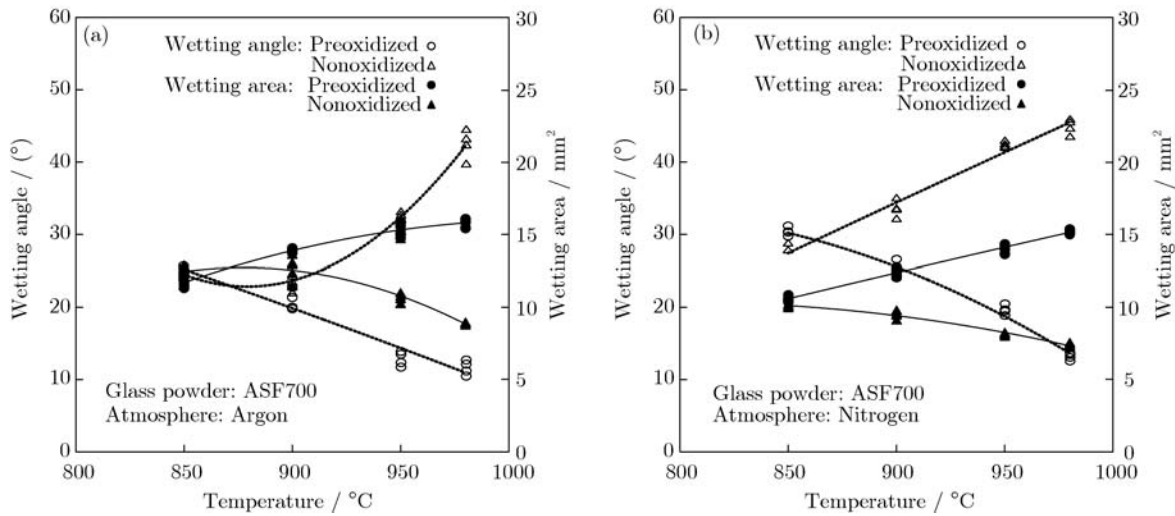 (a)
Wetting angle: Preoxidized
Nonoxidized
Wetting area: Preoxidized
Nonoxidized
60
50
40
30
20
10
0
Wetting angle / (°)
30
25
20
15
10
5
0
Wetting area / mm²
Glass powder: ASF700
Atmosphere: Argon
800 850 900 950 1000
Temperature / °C
(b)
Wetting angle: Preoxidized
Nonoxidized
Wetting area: Preoxidized
Nonoxidized
60
50
40
30
20
10
0
Wetting angle / (°)
30
25
20
15
10
5
0
Wetting area / mm²
Glass powder: ASF700
Atmosphere: Nitrogen
800 850 900 950 1000
Temperature / °C